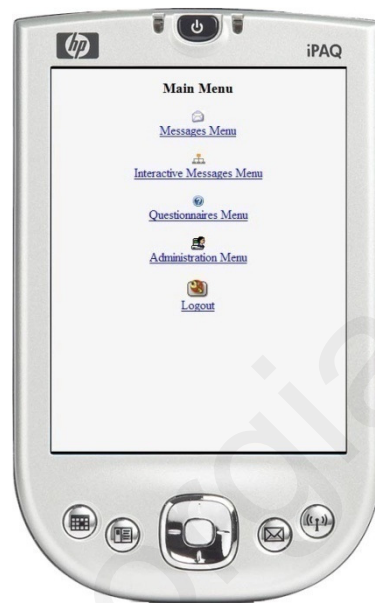 hp
iPAQ
Main Menu
Messages Menu
Interactive Messages Menu
Questionnaires Menu
Administration Menu
Logout